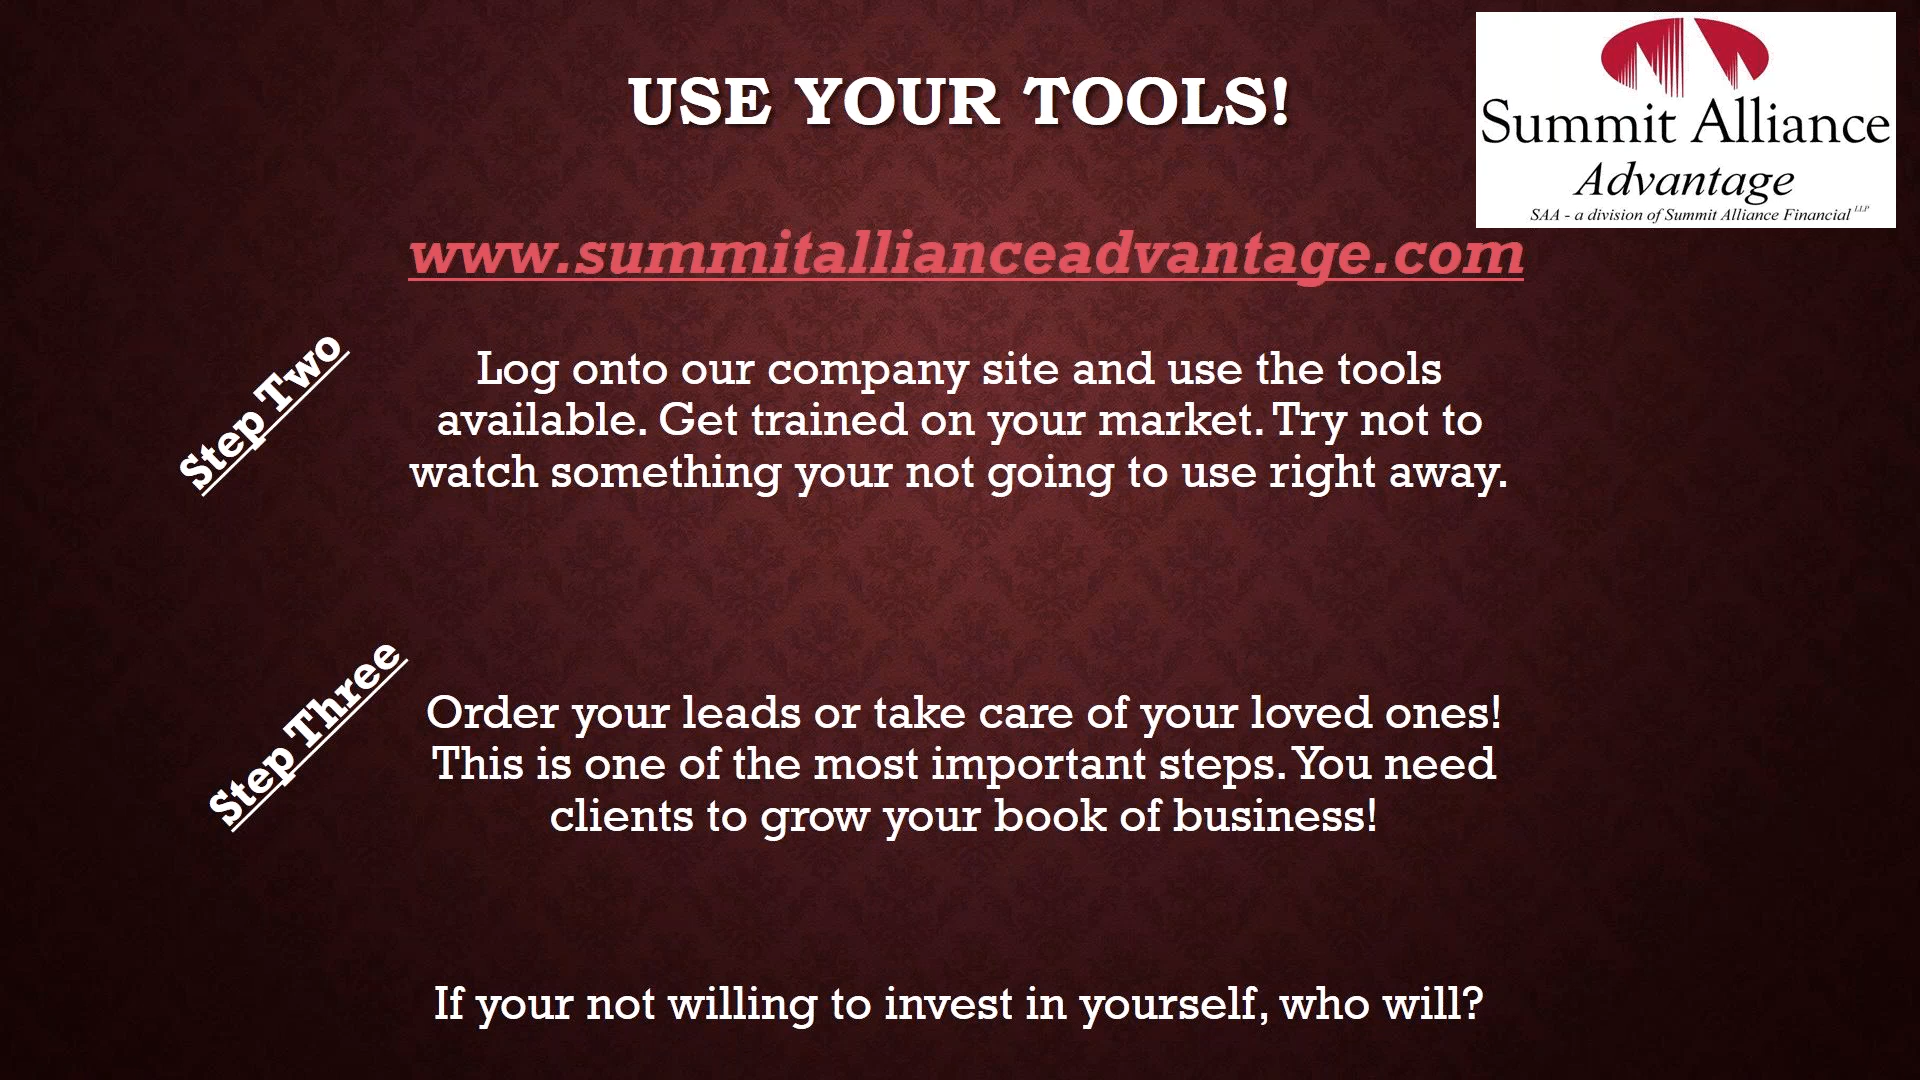 USE YOUR TOOLS!
Summit Alliance
Advantage
SAA - a division of Summit Alliance Financial LLP
www.summitallianceadvantage.com
Step Two
Log onto our company site and use the tools
available. Get trained on your market. Try not to
watch something your not going to use right away.
Step Three
Order your leads or take care of your loved ones!
This is one of the most important steps. You need
clients to grow your book of business!
If your not willing to invest in yourself, who will?